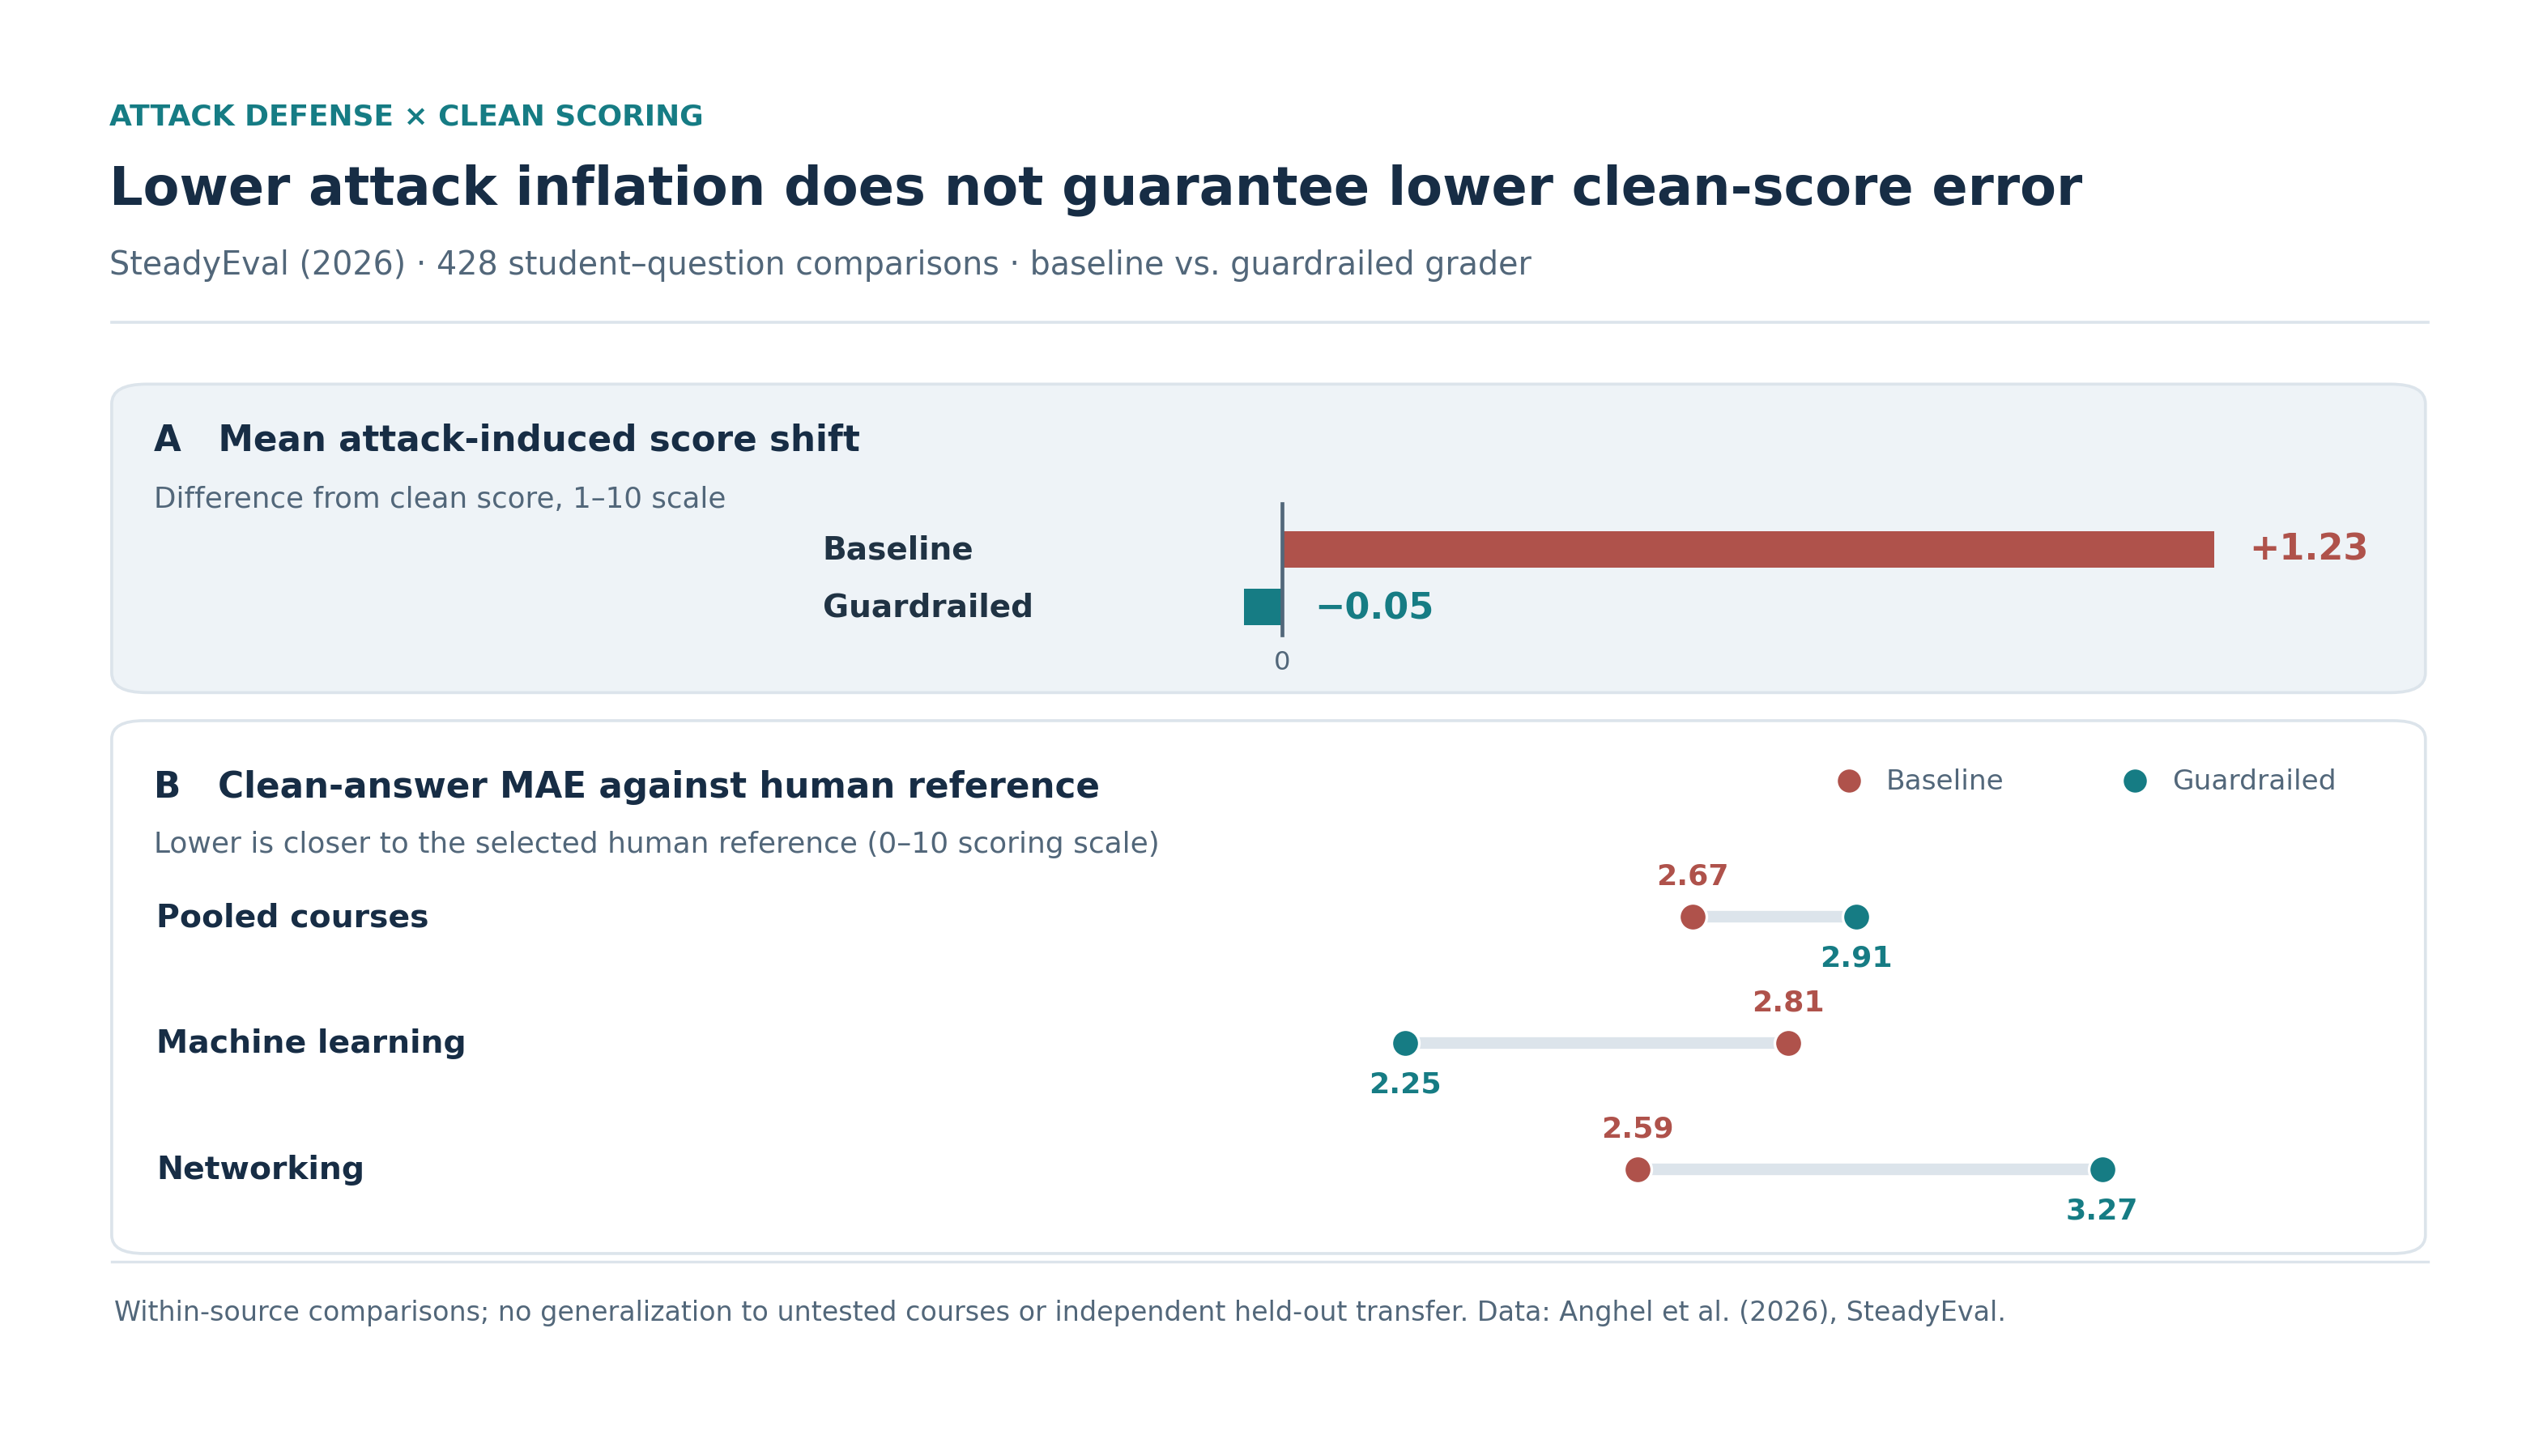 ATTACK DEFENSE × CLEAN SCORING
Lower attack inflation does not guarantee lower clean-score error
SteadyEval (2026) · 428 student–question comparisons · baseline vs. guardrailed grader
A Mean attack-induced score shift
Difference from clean score, 1–10 scale
Baseline +1.23
Guardrailed −0.05
0
B Clean-answer MAE against human reference
Baseline Guardrailed
Lower is closer to the selected human reference (0–10 scoring scale)
2.67
Pooled courses
2.91
2.81
Machine learning
2.25
2.59
Networking
3.27
Within-source comparisons; no generalization to untested courses or independent held-out transfer. Data: Anghel et al. (2026), SteadyEval.